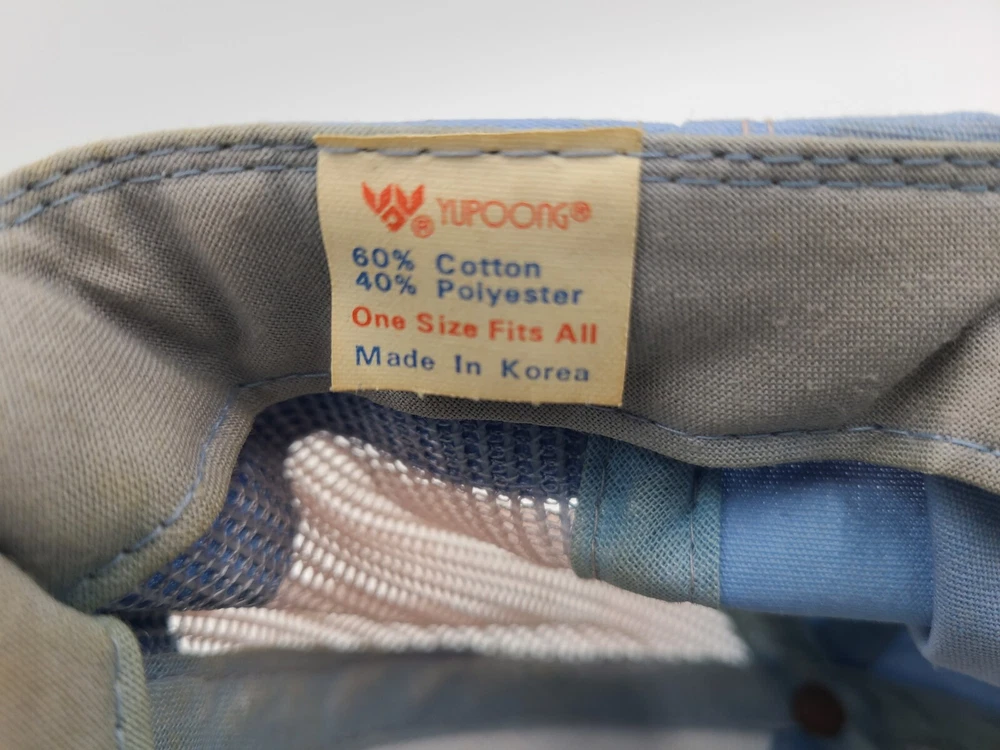 ® YUPOONG®
60% Cotton
40% Polyester
One Size Fits All
Made In Korea